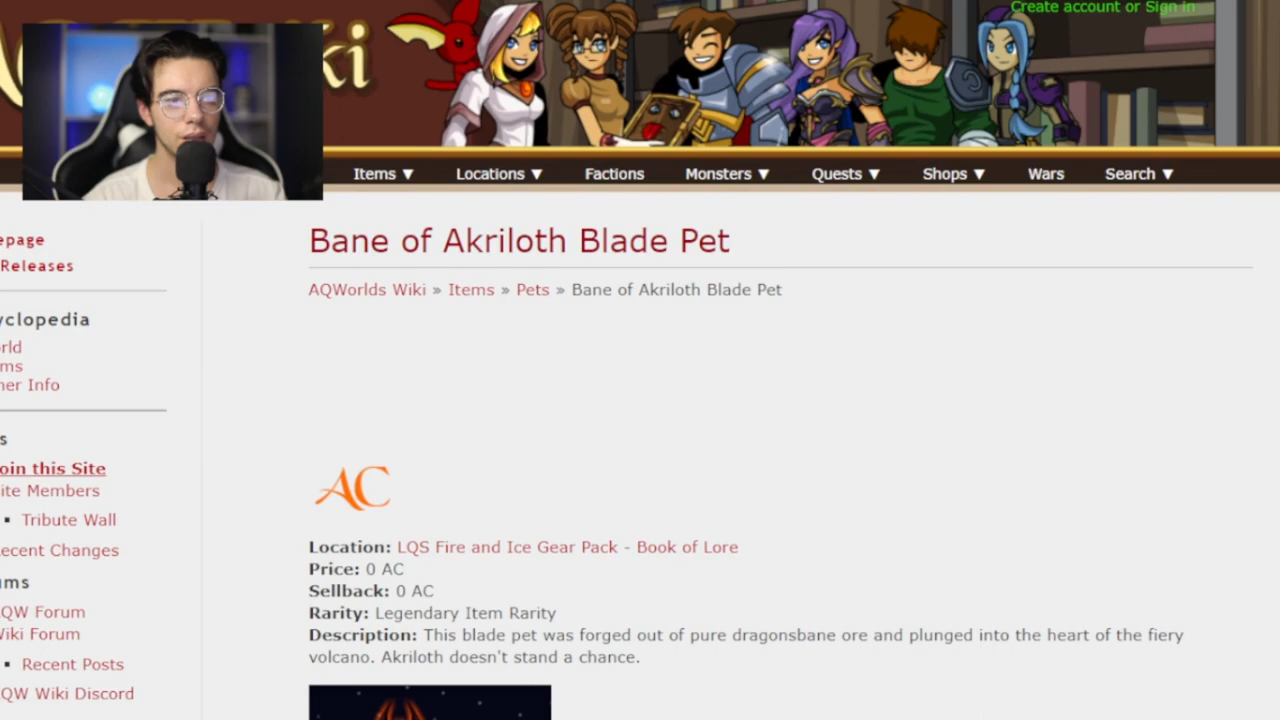 ki
Create account or Sign in
Items ▼ Locations ▼ Factions Monsters ▼ Quests ▼ Shops ▼ Wars Search ▼
epage
Releases
yclopedia
rld
ms
her Info
s
oin this Site
ite Members
▪ Tribute Wall
ecent Changes
ums
QW Forum
Wiki Forum
▪ Recent Posts
QW Wiki Discord
Bane of Akriloth Blade Pet
AQWorlds Wiki » Items » Pets » Bane of Akriloth Blade Pet
AC
Location: LQS Fire and Ice Gear Pack - Book of Lore
Price: 0 AC
Sellback: 0 AC
Rarity: Legendary Item Rarity
Description: This blade pet was forged out of pure dragonsbane ore and plunged into the heart of the fiery
volcano. Akriloth doesn't stand a chance.